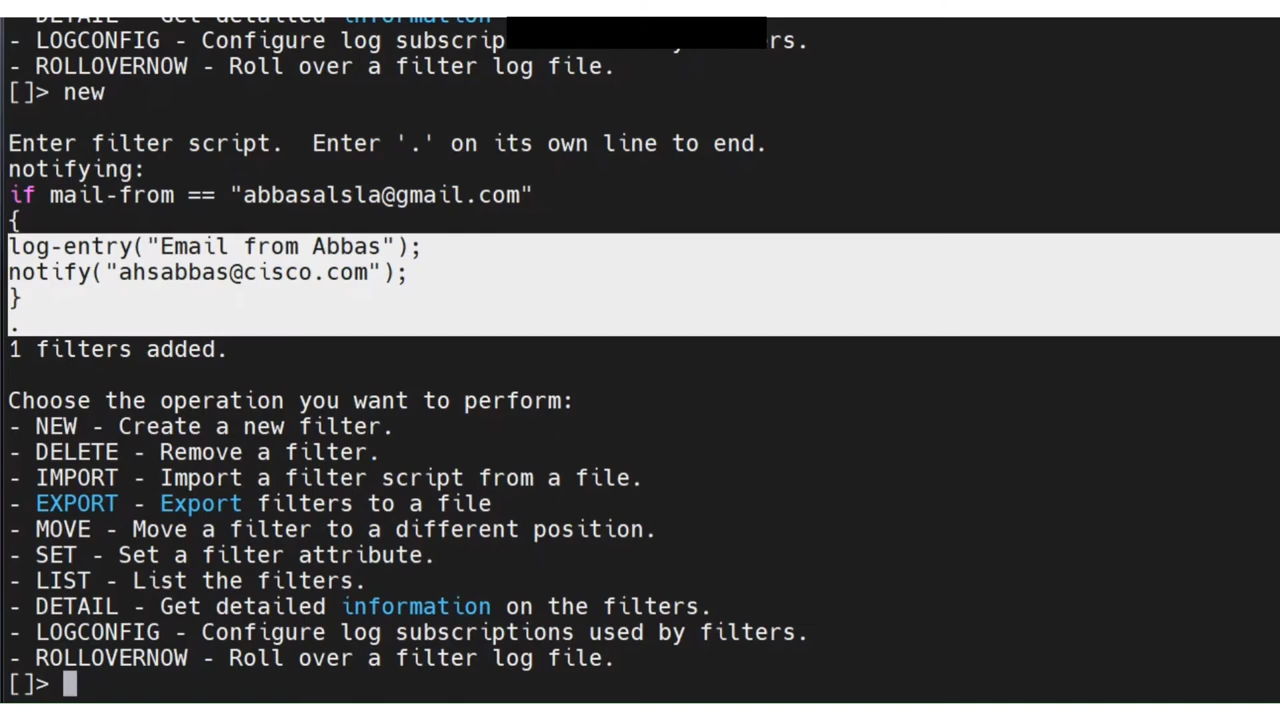 - DETAIL - Get detailed information
- LOGCONFIG - Configure log subscrip rs.
- ROLLOVERNOW - Roll over a filter log file.
[]> new
Enter filter script.  Enter '.' on its own line to end.
notifying:
if mail-from == "abbasalsla@gmail.com"
{
log-entry("Email from Abbas");
notify("ahsabbas@cisco.com");
}
.
1 filters added.
Choose the operation you want to perform:
- NEW - Create a new filter.
- DELETE - Remove a filter.
- IMPORT - Import a filter script from a file.
- EXPORT - Export filters to a file
- MOVE - Move a filter to a different position.
- SET - Set a filter attribute.
- LIST - List the filters.
- DETAIL - Get detailed information on the filters.
- LOGCONFIG - Configure log subscriptions used by filters.
- ROLLOVERNOW - Roll over a filter log file.
[]>